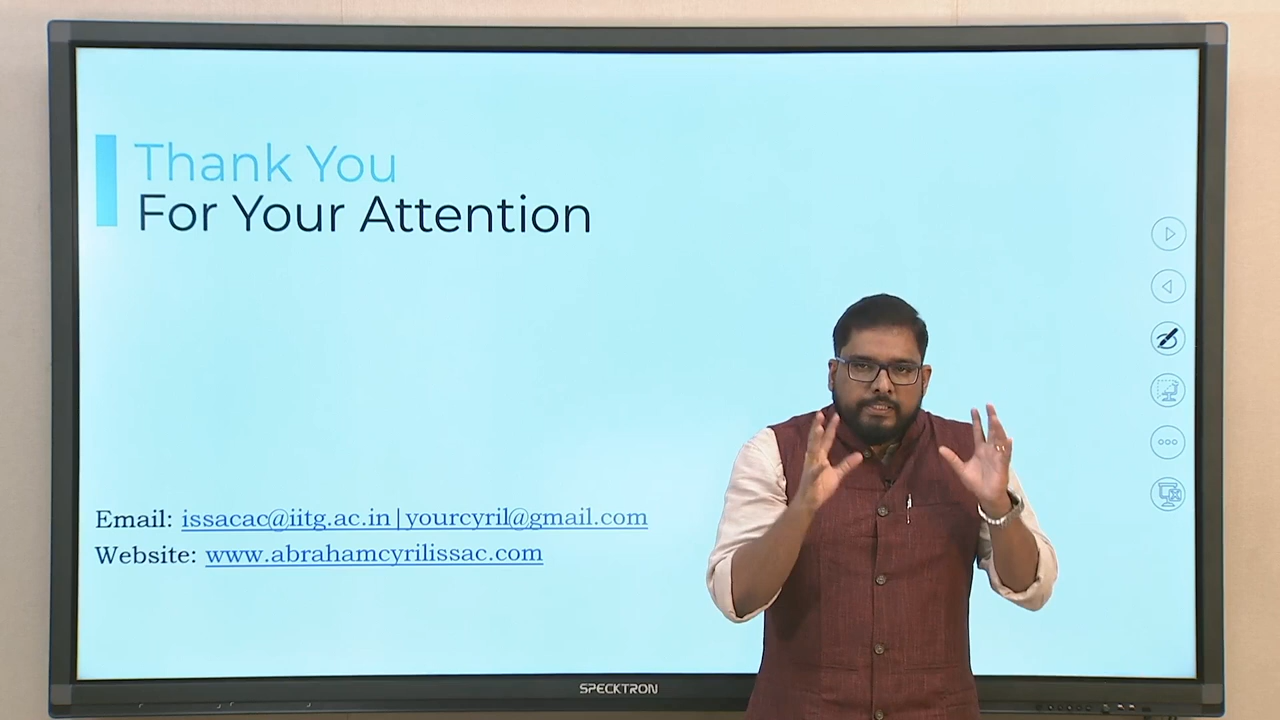 Thank You
For Your Attention
Email: issacac@iitg.ac.in|yourcyril@gmail.com
Website: www.abrahamcyrilissac.com
SPECKTRON